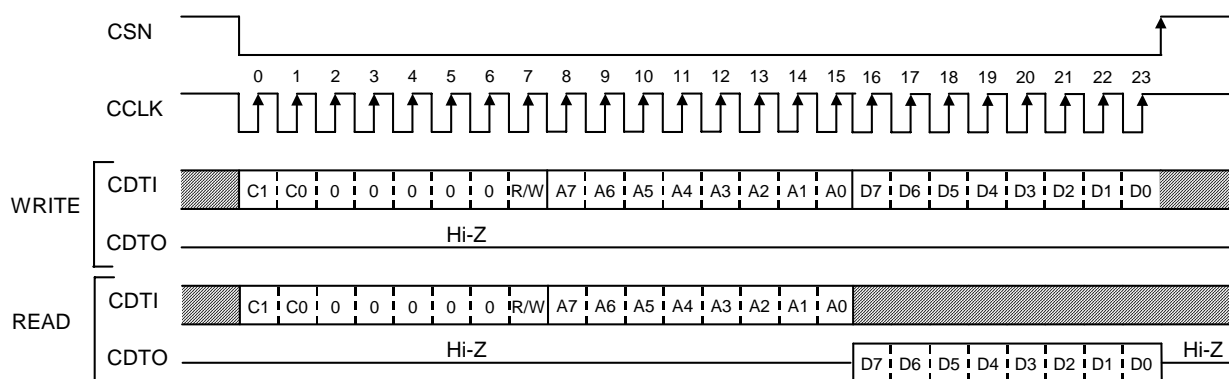 CSN
0 1 2 3 4 5 6 7 8 9 10 11 12 13 14 15 16 17 18 19 20 21 22 23
CCLK
WRITE
CDTI C1 C0 0 0 0 0 0 R/W A7 A6 A5 A4 A3 A2 A1 A0 D7 D6 D5 D4 D3 D2 D1 D0
CDTO Hi-Z
READ
CDTI C1 C0 0 0 0 0 0 R/W A7 A6 A5 A4 A3 A2 A1 A0
CDTO Hi-Z D7 D6 D5 D4 D3 D2 D1 D0 Hi-Z